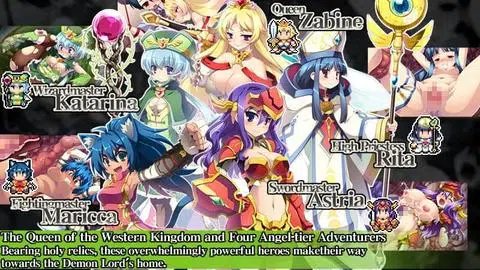 Queen
Zabine
Wizardmaster
Katarina
High Priestess
Rita
Fightingmaster
Maricca
Swordmaster
Astria
The Queen of the Western Kingdom and Four Angel-tier Adventurers
Bearing holy relics, these overwhelmingly powerful heroes maketheir way
towards the Demon Lord's home.